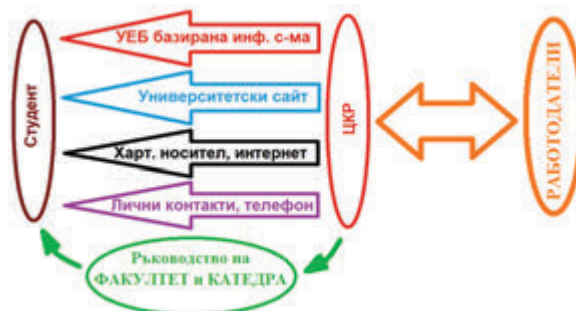 УЕБ базирана инф. с-ма
Студент
Университетски сайт
ЦКР
РАБОТОДАТЕЛИ
Харт. носител, интернет
Лични контакти, телефон
Ръководство на
ФАКУЛТЕТ и КАТЕДРА